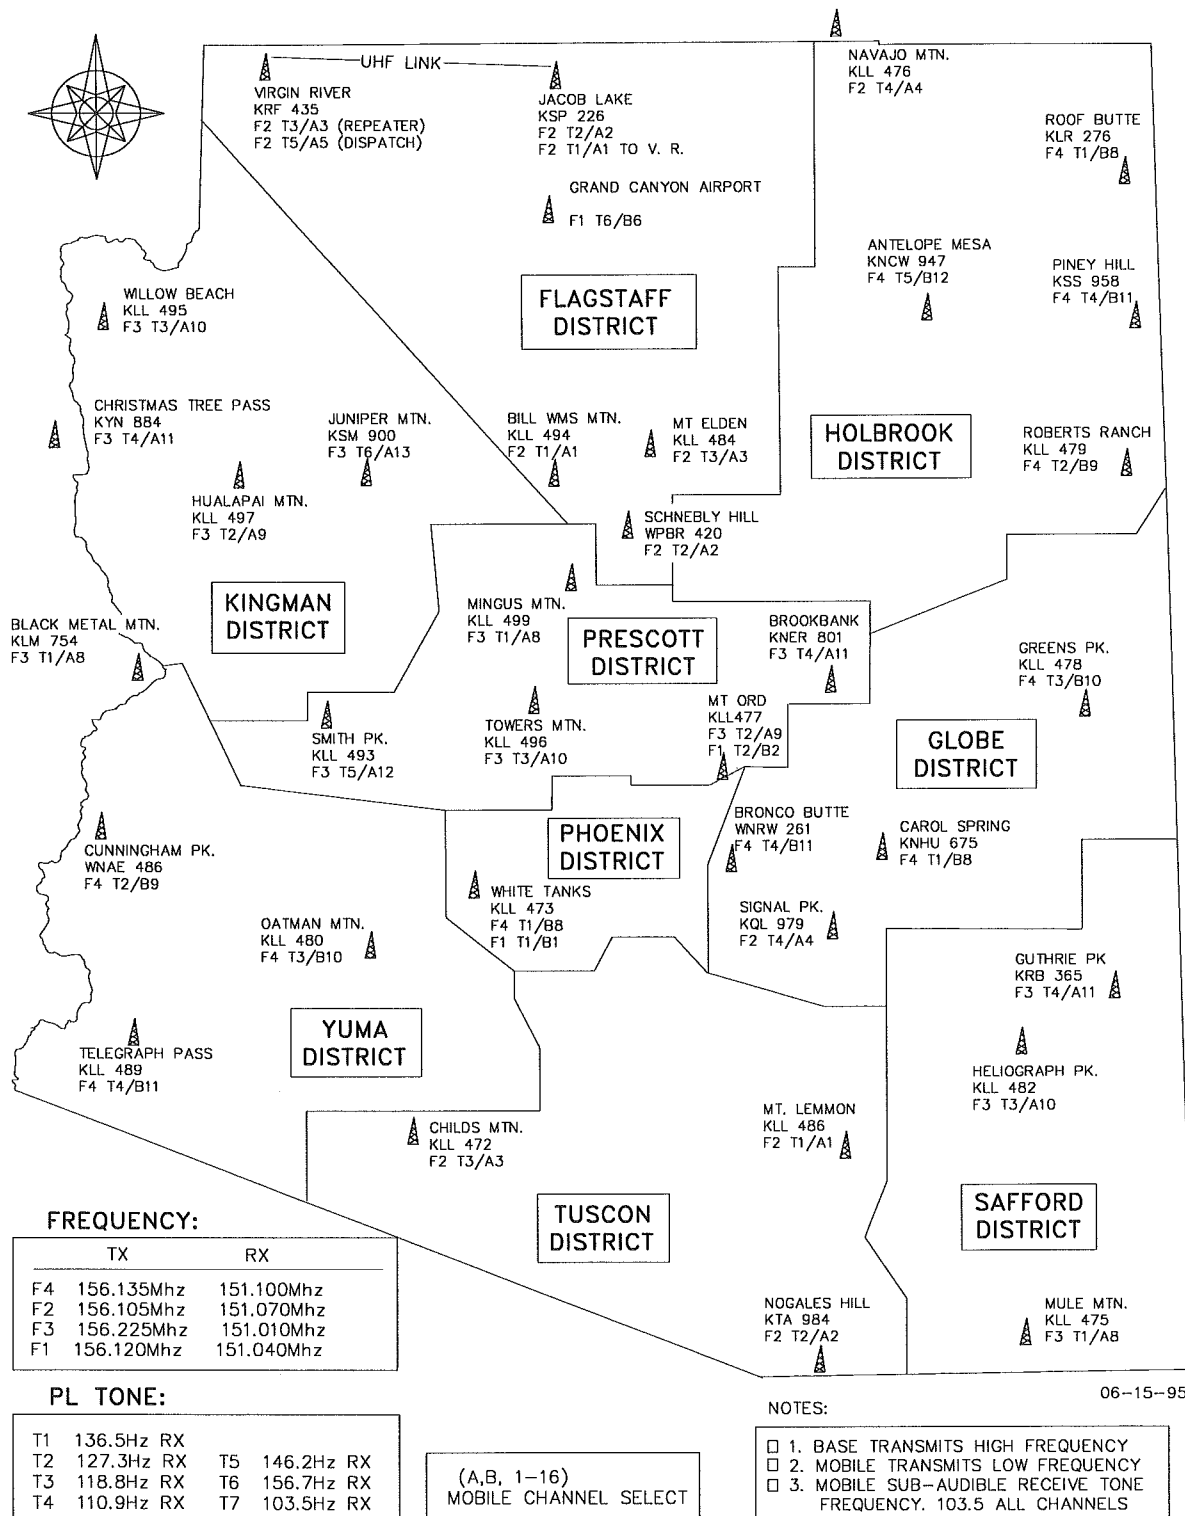 UHF LINK
VIRGIN RIVER
KRF 435
F2 T3/A3 (REPEATER)
F2 T5/A5 (DISPATCH)
JACOB LAKE
KSP 226
F2 T2/A2
F2 T1/A1 TO V. R.
NAVAJO MTN.
KLL 476
F2 T4/A4
ROOF BUTTE
KLR 276
F4 T1/B8
GRAND CANYON AIRPORT
F1 T6/B6
ANTELOPE MESA
KNCW 947
F4 T5/B12
PINEY HILL
KSS 958
F4 T4/B11
WILLOW BEACH
KLL 495
F3 T3/A10
FLAGSTAFF
DISTRICT
CHRISTMAS TREE PASS
KYN 884
F3 T4/A11
JUNIPER MTN.
KSM 900
F3 T6/A13
BILL WMS MTN.
KLL 494
F2 T1/A1
MT ELDEN
KLL 484
F2 T3/A3
HOLBROOK
DISTRICT
ROBERTS RANCH
KLL 479
F4 T2/B9
HUALAPAI MTN.
KLL 497
F3 T2/A9
SCHNEBLY HILL
WPBR 420
F2 T2/A2
KINGMAN
DISTRICT
MINGUS MTN.
KLL 499
F3 T1/A8
PRESCOTT
DISTRICT
BROOKBANK
KNER 801
F3 T4/A11
BLACK METAL MTN.
KLM 754
F3 T1/A8
GREENS PK.
KLL 478
F4 T3/B10
SMITH PK.
KLL 493
F3 T5/A12
TOWERS MTN.
KLL 496
F3 T3/A10
MT ORD
KLL477
F3 T2/A9
F1 T2/B2
GLOBE
DISTRICT
CUNNINGHAM PK.
WNAE 486
F4 T2/B9
PHOENIX
DISTRICT
BRONCO BUTTE
WNRW 261
F4 T4/B11
CAROL SPRING
KNHU 675
F4 T1/B8
WHITE TANKS
KLL 473
F4 T1/B8
F1 T1/B1
OATMAN MTN.
KLL 480
F4 T3/B10
SIGNAL PK.
KQL 979
F2 T4/A4
GUTHRIE PK
KRB 365
F3 T4/A11
YUMA
DISTRICT
TELEGRAPH PASS
KLL 489
F4 T4/B11
HELIOGRAPH PK.
KLL 482
F3 T3/A10
CHILDS MTN.
KLL 472
F2 T3/A3
MT. LEMMON
KLL 486
F2 T1/A1
TUSCON
DISTRICT
SAFFORD
DISTRICT
NOGALES HILL
KTA 984
F2 T2/A2
MULE MTN.
KLL 475
F3 T1/A8
FREQUENCY:
TX RX
F4 156.135Mhz 151.100Mhz
F2 156.105Mhz 151.070Mhz
F3 156.225Mhz 151.010Mhz
F1 156.120Mhz 151.040Mhz
06-15-95
PL TONE:
T1 136.5Hz RX
T2 127.3Hz RX T5 146.2Hz RX
T3 118.8Hz RX T6 156.7Hz RX
T4 110.9Hz RX T7 103.5Hz RX
(A,B, 1-16)
MOBILE CHANNEL SELECT
NOTES:
□ 1. BASE TRANSMITS HIGH FREQUENCY
□ 2. MOBILE TRANSMITS LOW FREQUENCY
□ 3. MOBILE SUB-AUDIBLE RECEIVE TONE
FREQUENCY. 103.5 ALL CHANNELS